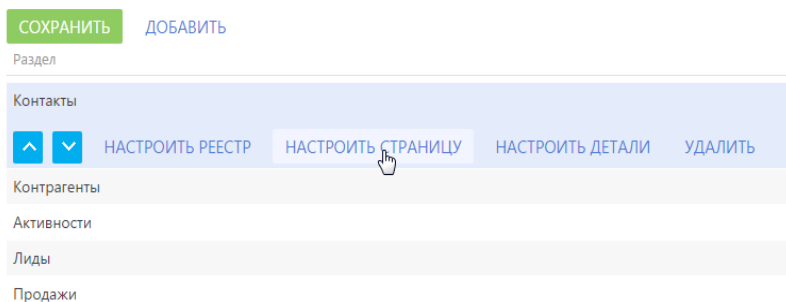 СОХРАНИТЬ ДОБАВИТЬ
Раздел
Контакты
НАСТРОИТЬ РЕЕСТР НАСТРОИТЬ СТРАНИЦУ НАСТРОИТЬ ДЕТАЛИ УДАЛИТЬ
Контрагенты
Активности
Лиды
Продажи